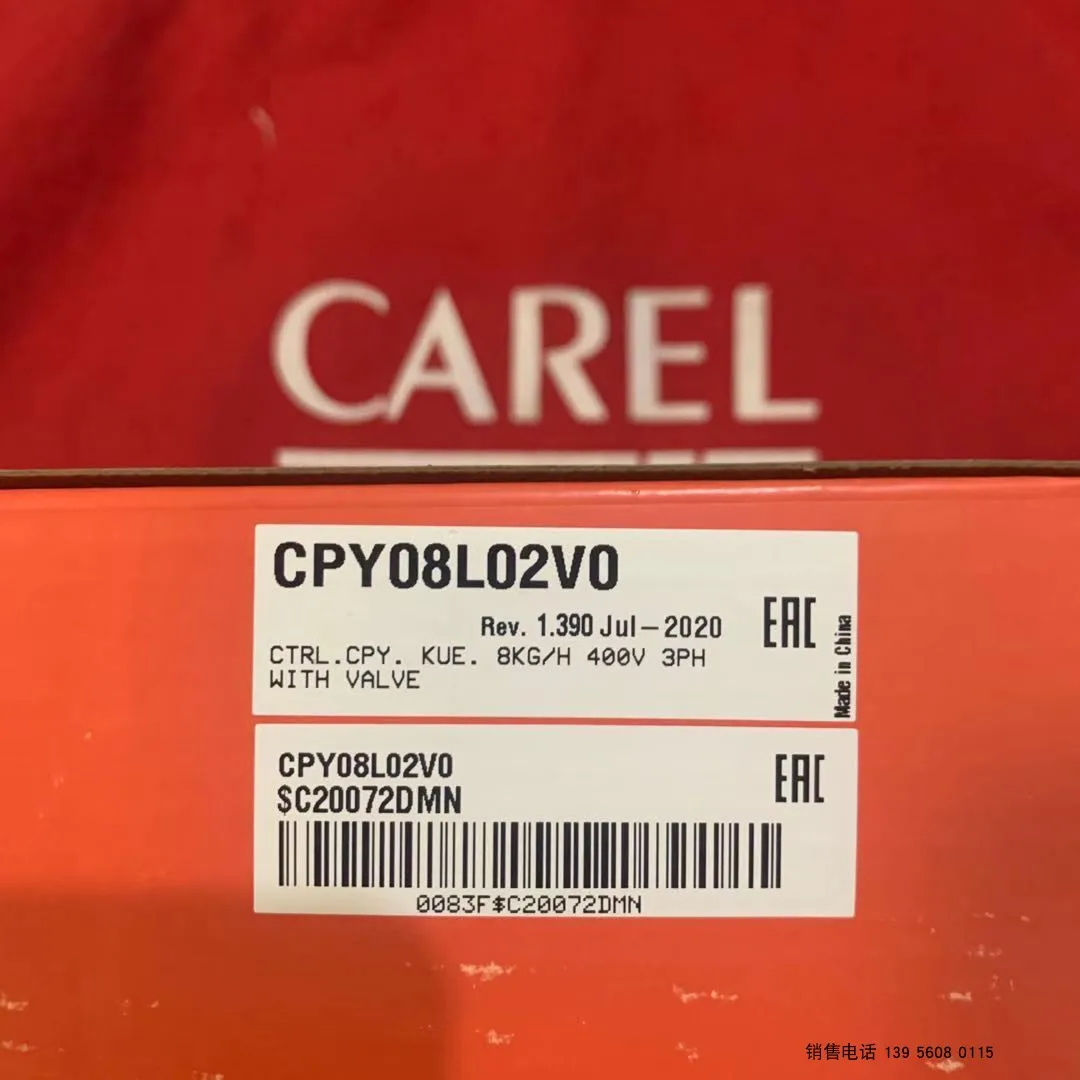 CAREL
CPY08L02V0
Rev. 1.390 Jul-2020
EAC
CTRL.CPY. KUE. 8KG/H 400V 3PH
WITH VALVE
Made in China
CPY08L02V0
EAC
$C20072DMN
0083F$C20072DMN
销售电话 139 5608 0115